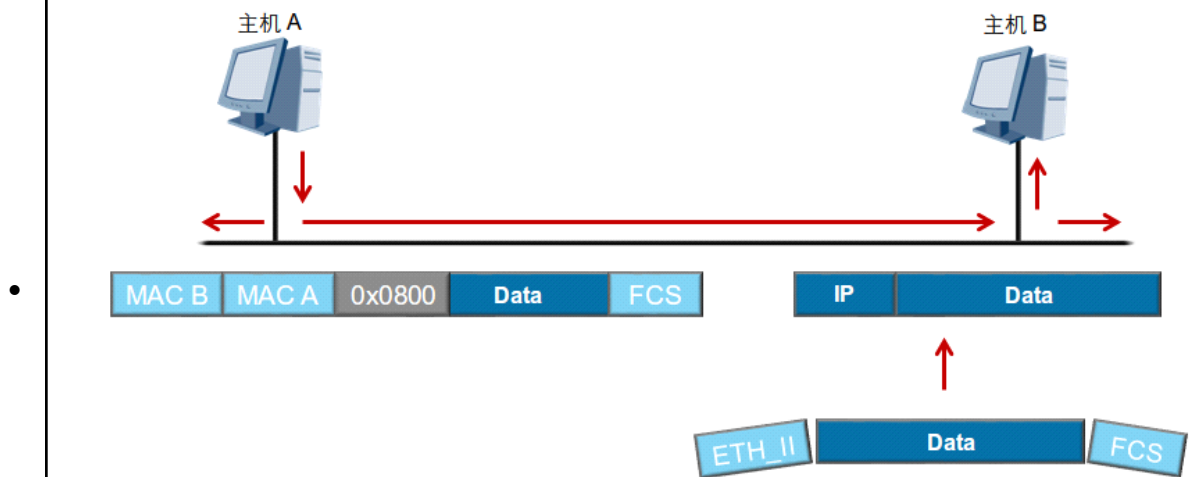 主机 A
主机 B
MAC B MAC A 0x0800 Data FCS
IP Data
ETH_II Data FCS